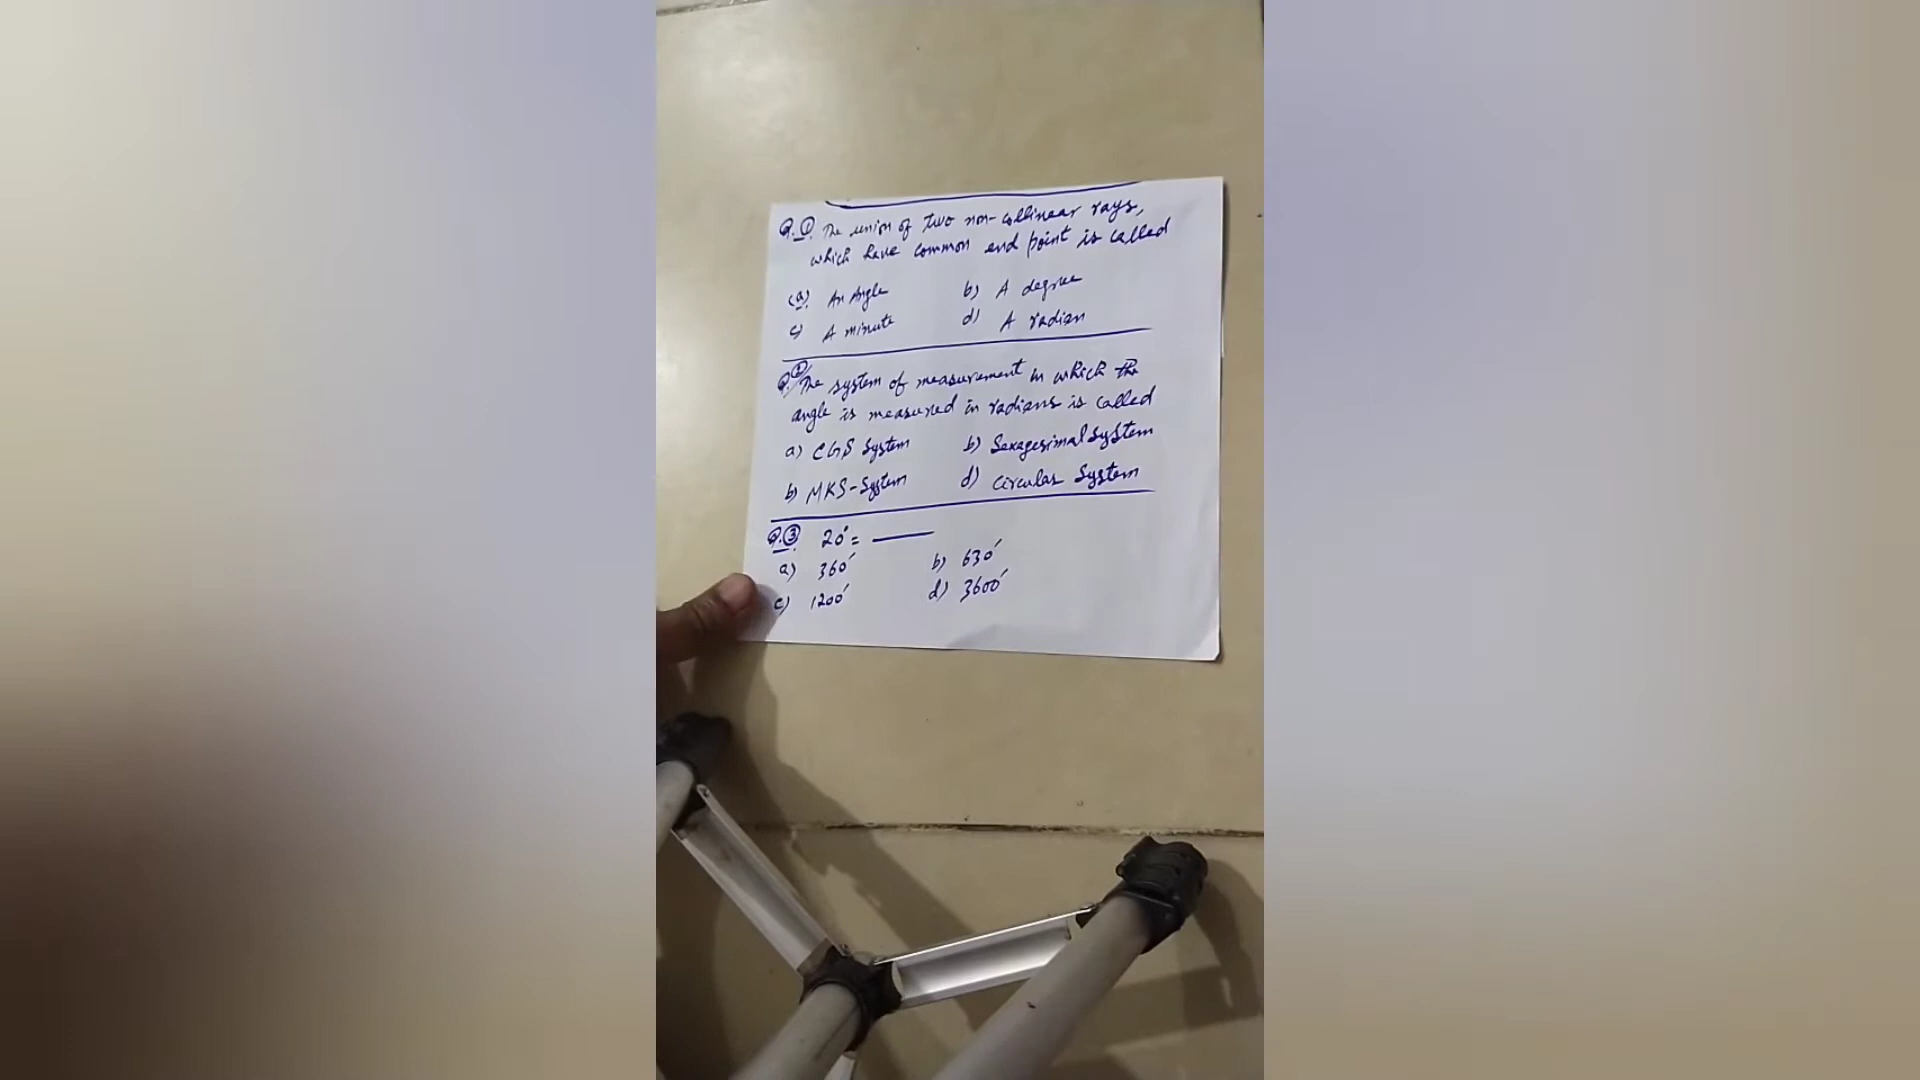 Q.① The union of two non-collinear rays,
which have common end point is called
(a) An Angle b) A degree
c) A minute d) A radian
Q.② The system of measurement in which the
angle is measured in radians is called
a) CGS System b) Sexagesimal System
b) MKS-System d) Circular System
Q.③ 20° = ____
a) 360′ b) 630′
c) 1200′ d) 3600′